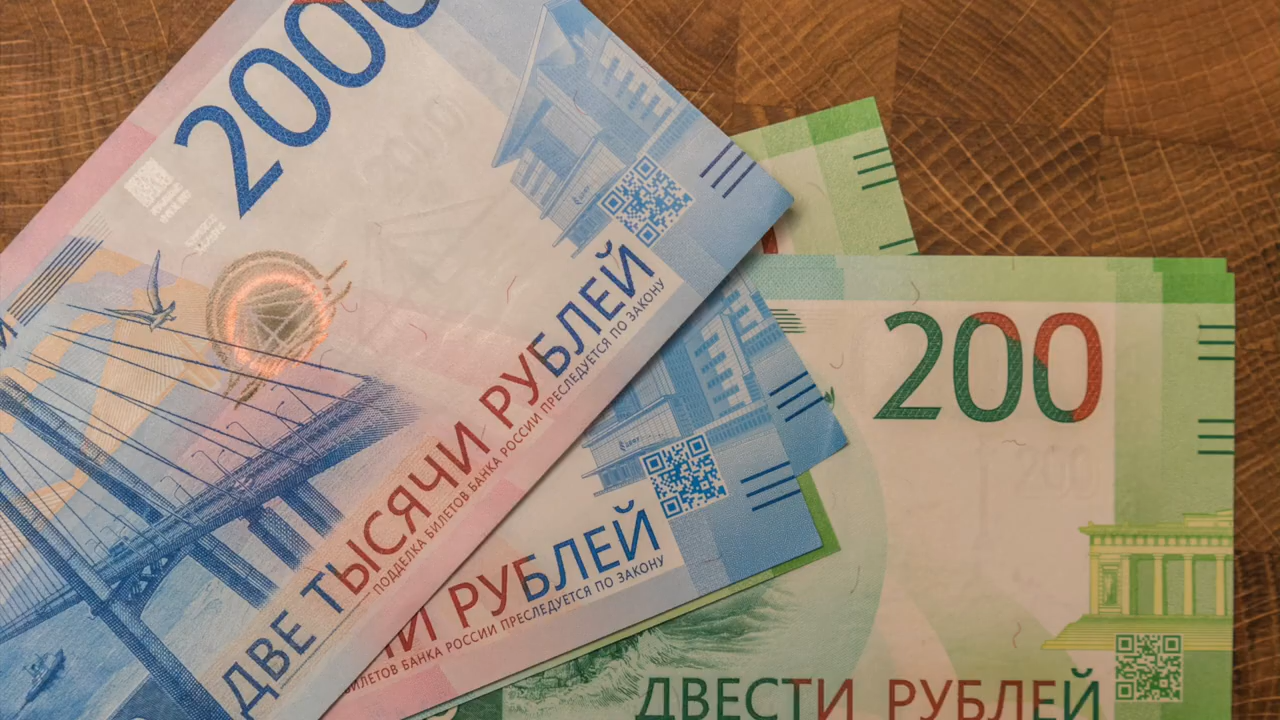 2000
ДВЕ ТЫСЯЧИ РУБЛЕЙ
ПОДДЕЛКА БИЛЕТОВ БАНКА РОССИИ ПРЕСЛЕДУЕТСЯ ПО ЗАКОНУ
РУБЛЕЙ
БИЛЕТОВ БАНКА РОССИИ ПРЕСЛЕДУЕТСЯ ПО ЗАКОНУ
200
200
ДВЕСТИ РУБЛЕЙ